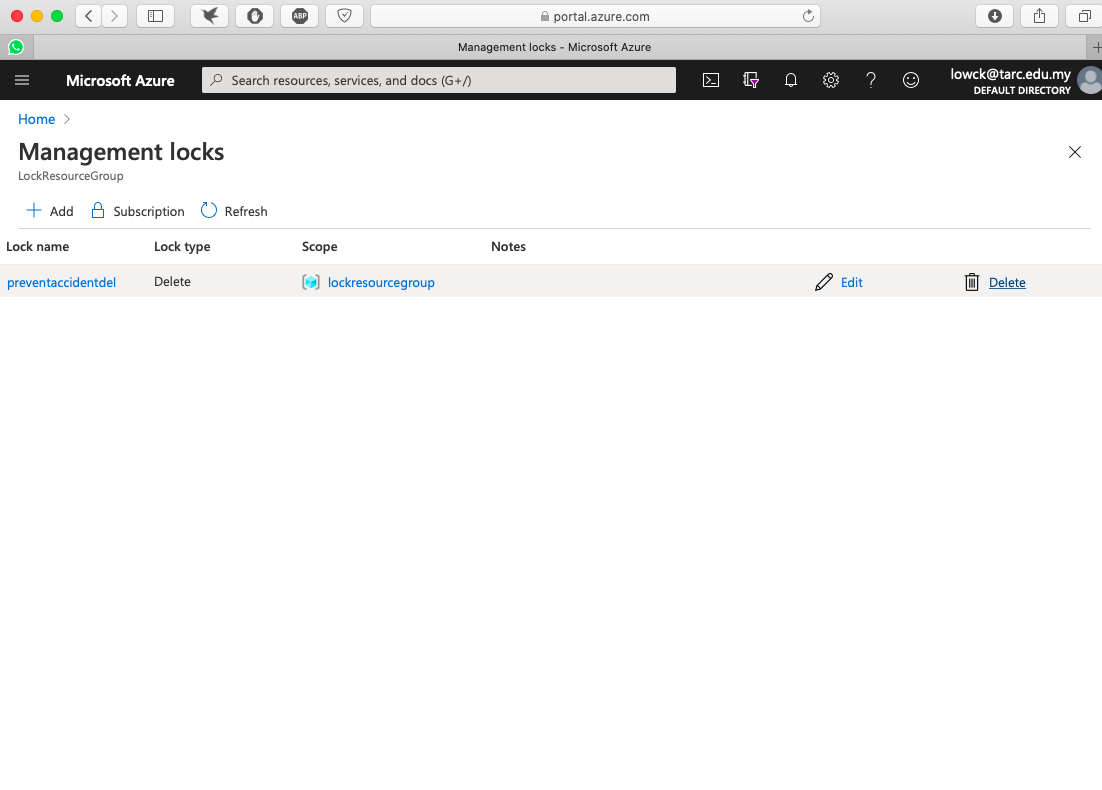 ABP
portal.azure.com
Management locks - Microsoft Azure
Microsoft Azure
Search resources, services, and docs (G+/)
lowck@tarc.edu.my
DEFAULT DIRECTORY
Home
Management locks
LockResourceGroup
Add Subscription Refresh
Lock name Lock type Scope Notes
preventaccidentdel Delete lockresourcegroup Edit Delete